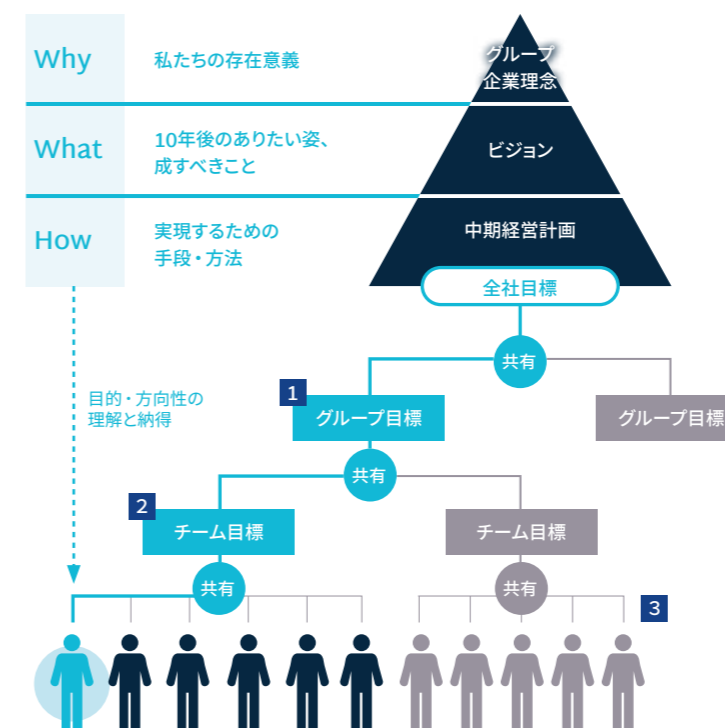 Why
私たちの存在意義
グループ
企業理念
What
10年後のありたい姿、
成すべきこと
ビジョン
How
実現するための
手段・方法
中期経営計画
全社目標
共有
目的・方向性の
理解と納得
1
グループ目標
グループ目標
共有
2
チーム目標
チーム目標
共有
共有
3